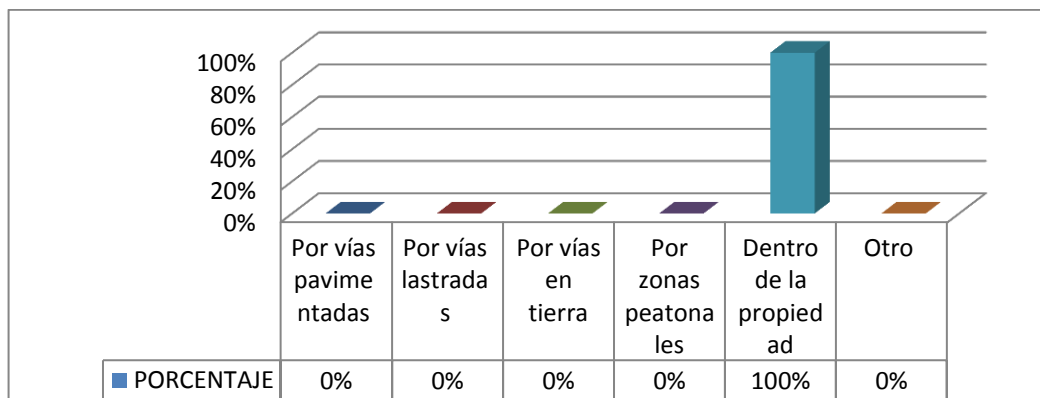 100%
80%
60%
40%
20%
0%
Por vías Por vías Por vías Por Dentro Otro
pavime lastrada en zonas de la
ntadas s tierra peatona propied
les ad
PORCENTAJE 0% 0% 0% 0% 100% 0%